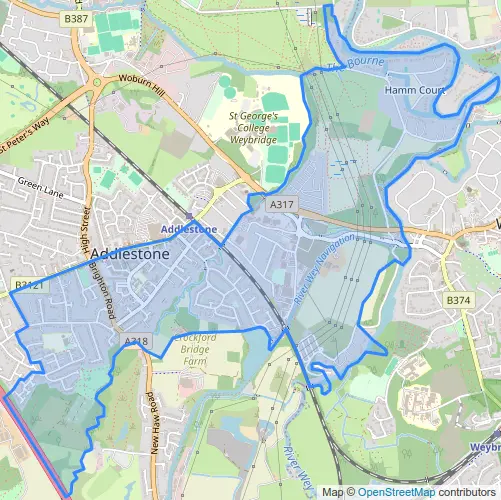 B387
Woburn Hill
The Bourne
Hamm Court
St George's
College
Weybridge
St Peter's Way
Green Lane
High Street
A317
Addlestone
Addlestone
River Wey Navigation
B3121
Brighton Road
B374
A318
Crockford
Bridge
Farm
New Haw Road
River Wey
Weyb
Map © OpenStreetMap contributors